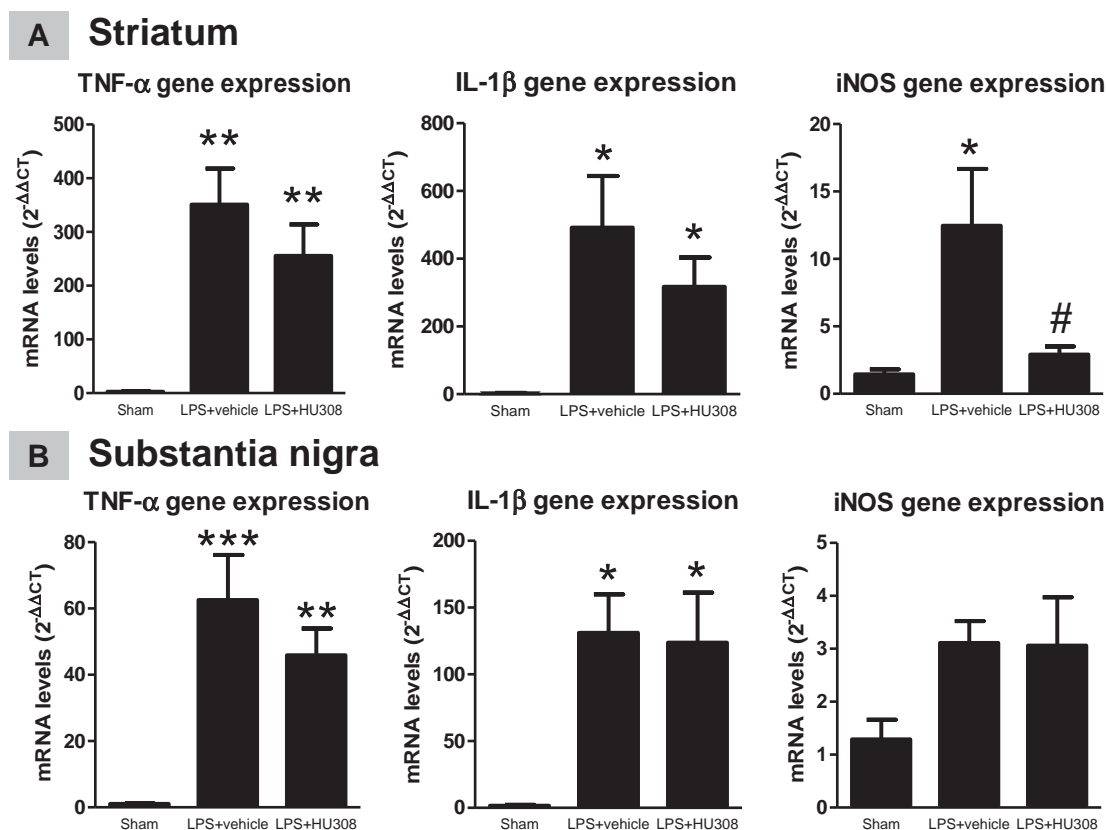 A Striatum
TNF-α gene expression
mRNA levels (2-ΔΔCT)
500
400
300
200
100
0
**
**
Sham LPS+vehicle LPS+HU308
IL-1β gene expression
mRNA levels (2-ΔΔCT)
800
600
400
200
0
*
*
Sham LPS+vehicle LPS+HU308
iNOS gene expression
mRNA levels (2-ΔΔCT)
20
15
10
5
0
*
#
Sham LPS+vehicle LPS+HU308
B Substantia nigra
TNF-α gene expression
mRNA levels (2-ΔΔCT)
80
60
40
20
0
***
**
Sham LPS+vehicle LPS+HU308
IL-1β gene expression
mRNA levels (2-ΔΔCT)
200
150
100
50
0
*
*
Sham LPS+vehicle LPS+HU308
iNOS gene expression
mRNA levels (2-ΔΔCT)
5
4
3
2
1
0
Sham LPS+vehicle LPS+HU308